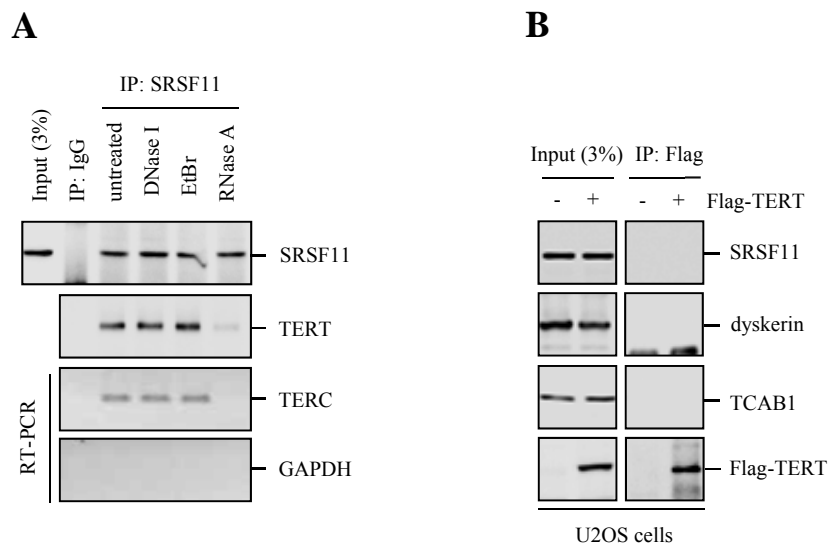 A
IP: SRSF11
Input (3%)
IP: IgG
untreated
DNase I
EtBr
RNase A
SRSF11
TERT
RT-PCR
TERC
GAPDH
B
Input (3%) IP: Flag
- + - + Flag-TERT
SRSF11
dyskerin
TCAB1
Flag-TERT
U2OS cells